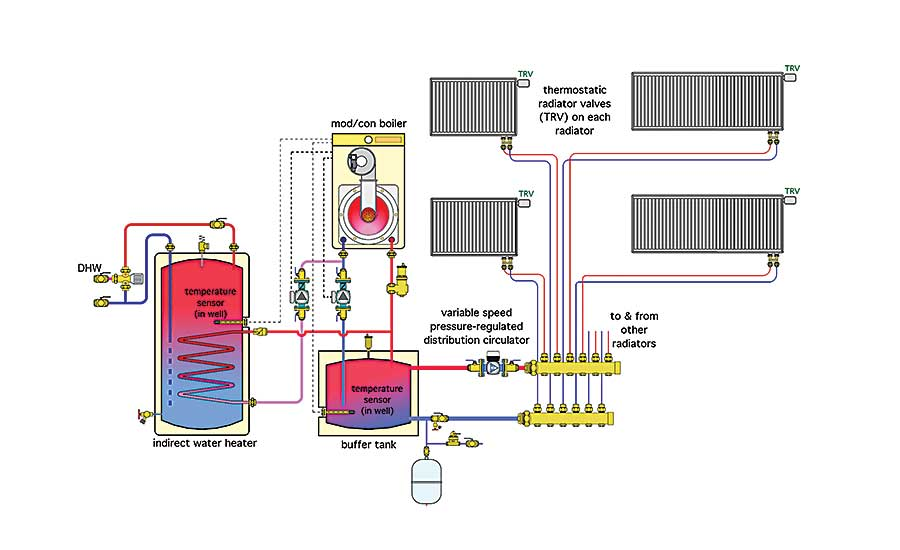 TRV
TRV
thermostatic
radiator valves
(TRV) on each
radiator
mod/con boiler
TRV
TRV
DHW
temperature
sensor
(in well)
variable speed
pressure-regulated
distribution circulator
to & from
other
radiators
temperature
sensor
(in well)
indirect water heater
buffer tank